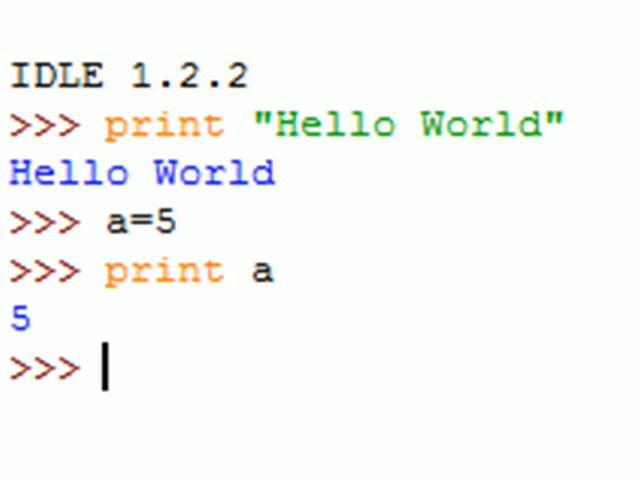 IDLE 1.2.2
>>> print "Hello World"
Hello World
>>> a=5
>>> print a
5
>>>